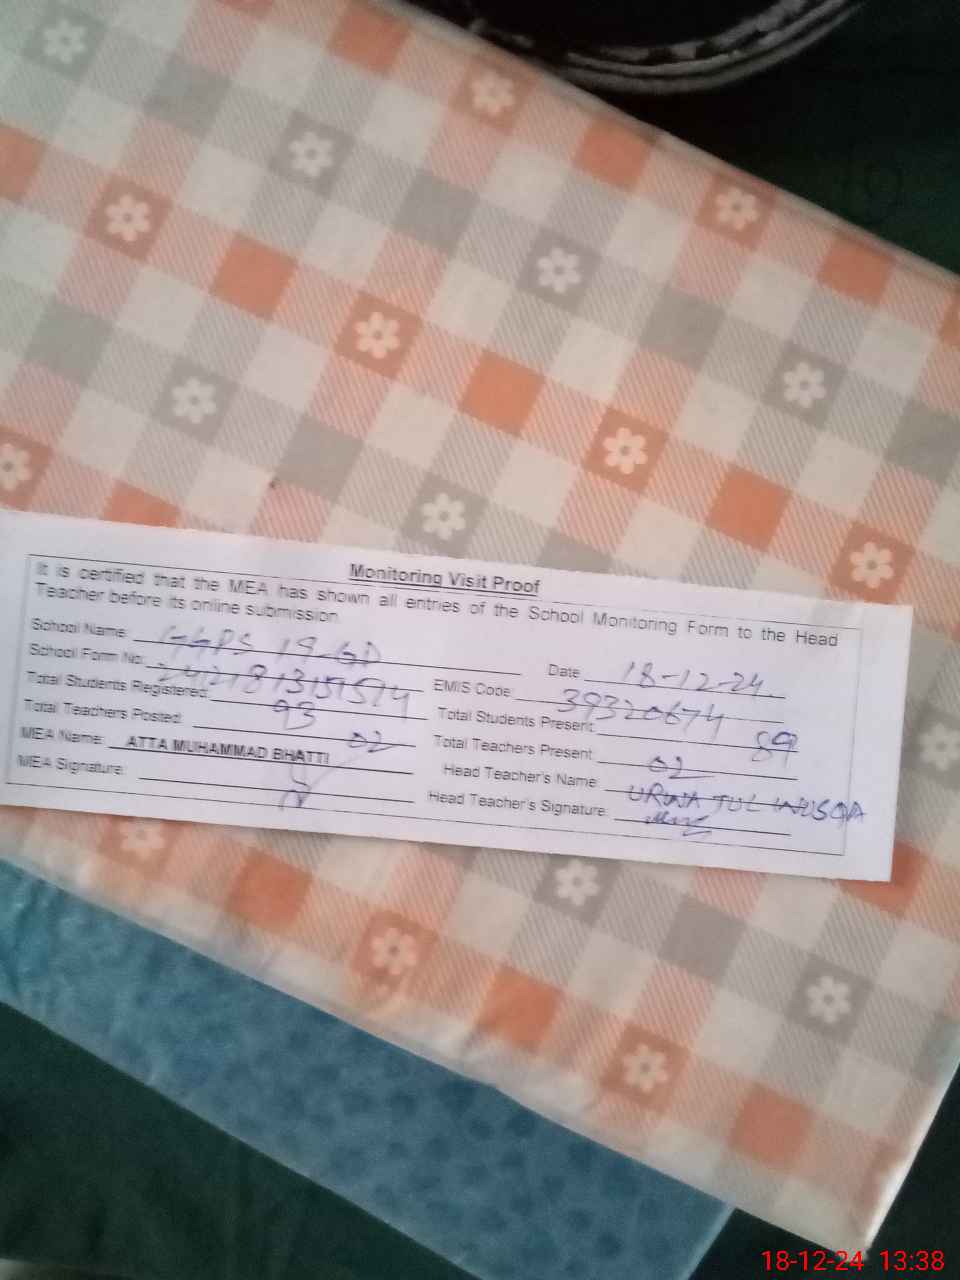 Monitoring Visit Proof
It is certified that the MEA has shown all entries of the School Monitoring Form to the Head
Teacher before its online submission
School Name: GGPS 19-GD Date 18-12-24
School Form No: EMIS Code: 39320674
Total Students Registered: 93 Total Students Present: 89
Total Teachers Posted: 02 Total Teachers Present: 02
MEA Name: ATTA MUHAMMAD BHATTI Head Teacher's Name: URWA TUL WUSQA
MEA Signature: Head Teacher's Signature:
18-12-24 13:38